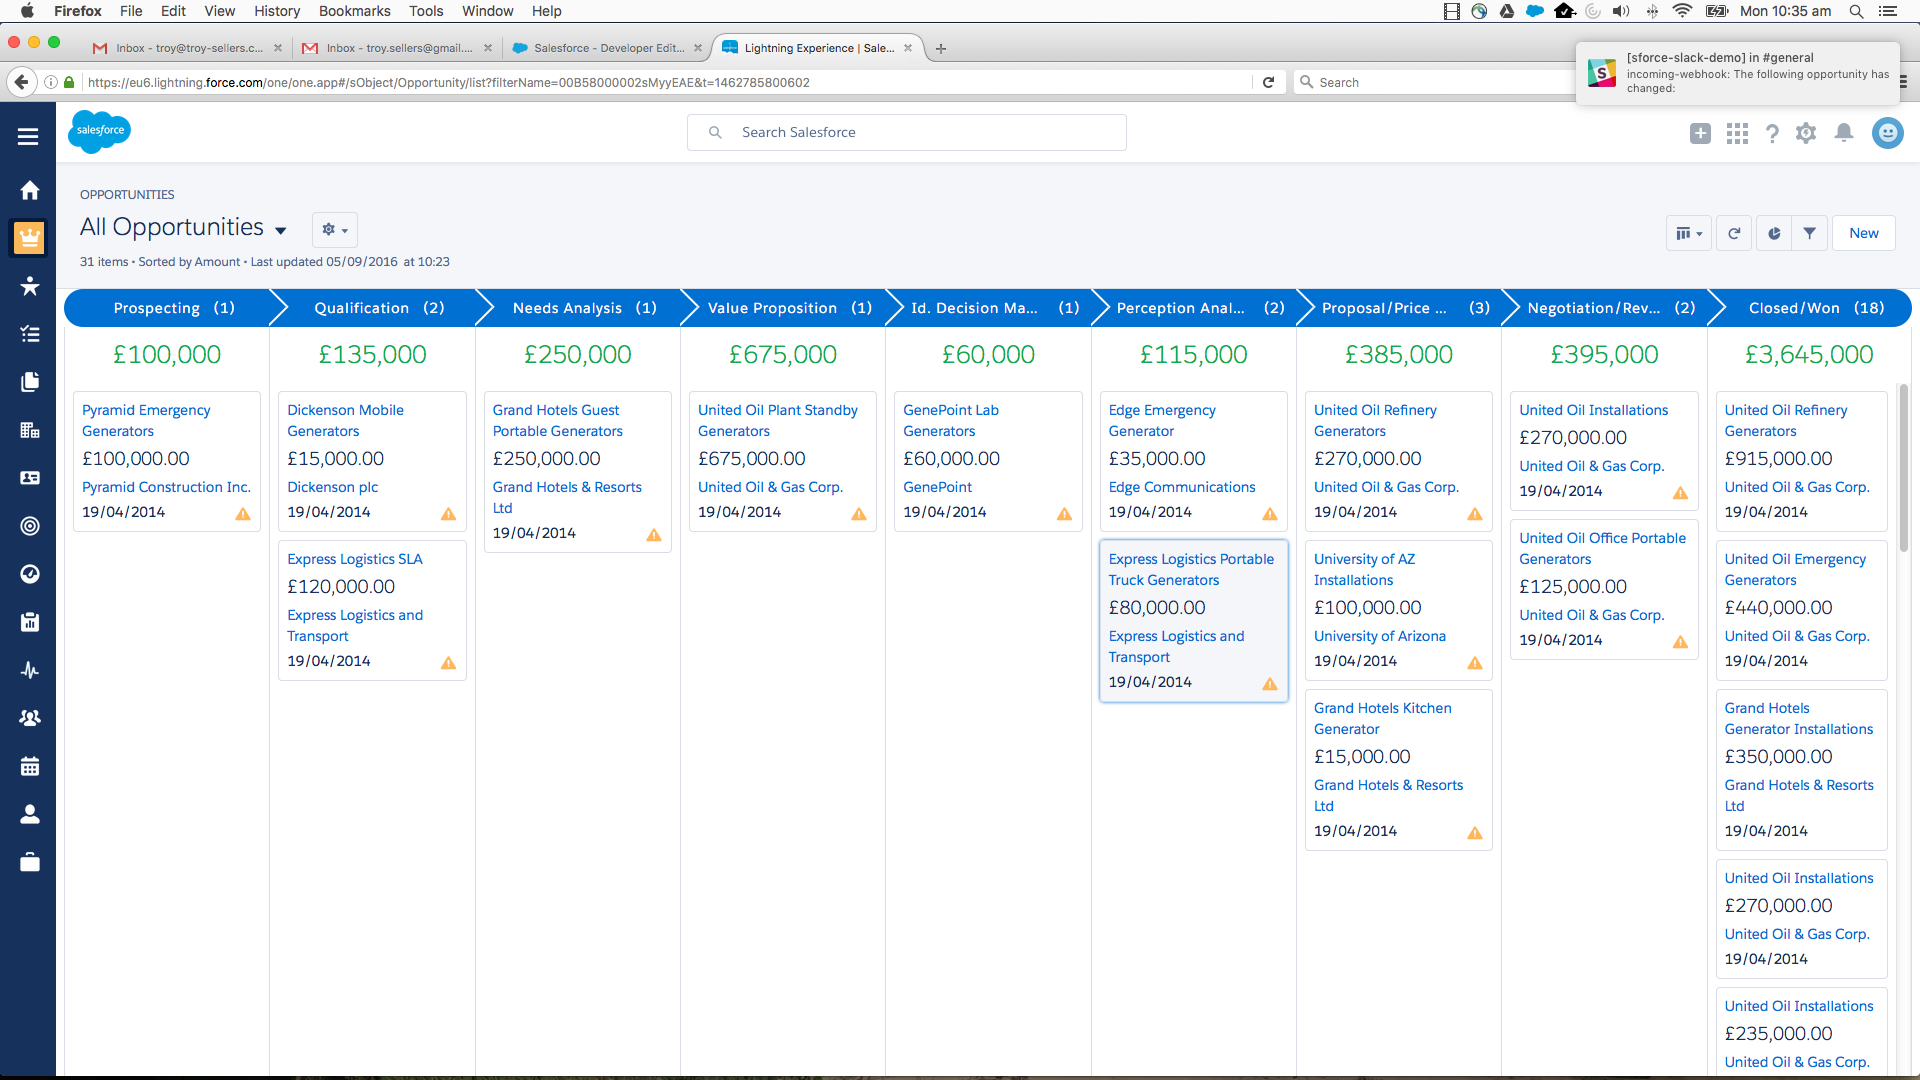 Firefox File Edit View History Bookmarks Tools Window Help
Mon 10:35 am
Inbox - troy@troy-sellers.c...
Inbox - troy.sellers@gmail....
Salesforce - Developer Edit...
Lightning Experience | Sale...
https://eu6.lightning.force.com/one/one.app#/sObject/Opportunity/list?filterName=00B58000002sMyyEAE&t=1462785800602
Search
[sforce-slack-demo] in #general
incoming-webhook: The following opportunity has
changed:
salesforce
Search Salesforce
OPPORTUNITIES
All Opportunities
31 items • Sorted by Amount • Last updated 05/09/2016 at 10:23
New
Prospecting (1)
Qualification (2)
Needs Analysis (1)
Value Proposition (1)
Id. Decision Ma... (1)
Perception Anal... (2)
Proposal/Price ... (3)
Negotiation/Rev... (2)
Closed/Won (18)
£100,000
£135,000
£250,000
£675,000
£60,000
£115,000
£385,000
£395,000
£3,645,000
Pyramid Emergency
Generators
£100,000.00
Pyramid Construction Inc.
19/04/2014
Dickenson Mobile
Generators
£15,000.00
Dickenson plc
19/04/2014
Express Logistics SLA
£120,000.00
Express Logistics and
Transport
19/04/2014
Grand Hotels Guest
Portable Generators
£250,000.00
Grand Hotels & Resorts
Ltd
19/04/2014
United Oil Plant Standby
Generators
£675,000.00
United Oil & Gas Corp.
19/04/2014
GenePoint Lab
Generators
£60,000.00
GenePoint
19/04/2014
Edge Emergency
Generator
£35,000.00
Edge Communications
19/04/2014
Express Logistics Portable
Truck Generators
£80,000.00
Express Logistics and
Transport
19/04/2014
United Oil Refinery
Generators
£270,000.00
United Oil & Gas Corp.
19/04/2014
University of AZ
Installations
£100,000.00
University of Arizona
19/04/2014
Grand Hotels Kitchen
Generator
£15,000.00
Grand Hotels & Resorts
Ltd
19/04/2014
United Oil Installations
£270,000.00
United Oil & Gas Corp.
19/04/2014
United Oil Office Portable
Generators
£125,000.00
United Oil & Gas Corp.
19/04/2014
United Oil Refinery
Generators
£915,000.00
United Oil & Gas Corp.
19/04/2014
United Oil Emergency
Generators
£440,000.00
United Oil & Gas Corp.
19/04/2014
Grand Hotels
Generator Installations
£350,000.00
Grand Hotels & Resorts
Ltd
19/04/2014
United Oil Installations
£270,000.00
United Oil & Gas Corp.
19/04/2014
United Oil Installations
£235,000.00
United Oil & Gas Corp.